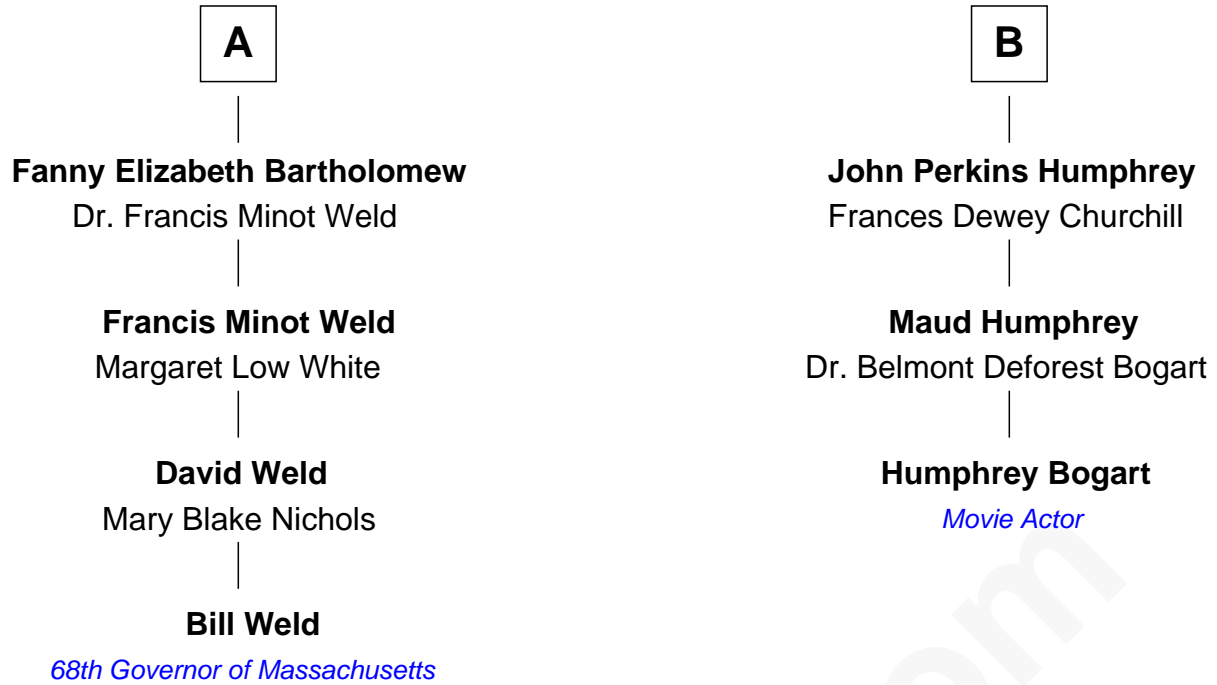 A
Fanny Elizabeth Bartholomew
Dr. Francis Minot Weld
Francis Minot Weld
Margaret Low White
David Weld
Mary Blake Nichols
Bill Weld
68th Governor of Massachusetts
B
John Perkins Humphrey
Frances Dewey Churchill
Maud Humphrey
Dr. Belmont Deforest Bogart
Humphrey Bogart
Movie Actor
om